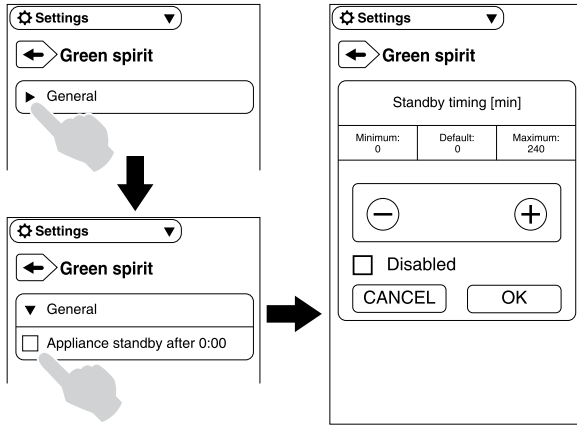 Settings
Green spirit
General
Settings
Green spirit
General
Appliance standby after 0:00
Settings
Green spirit
Standby timing [min]
Minimum: Default: Maximum:
0 0 240
Disabled
CANCEL OK